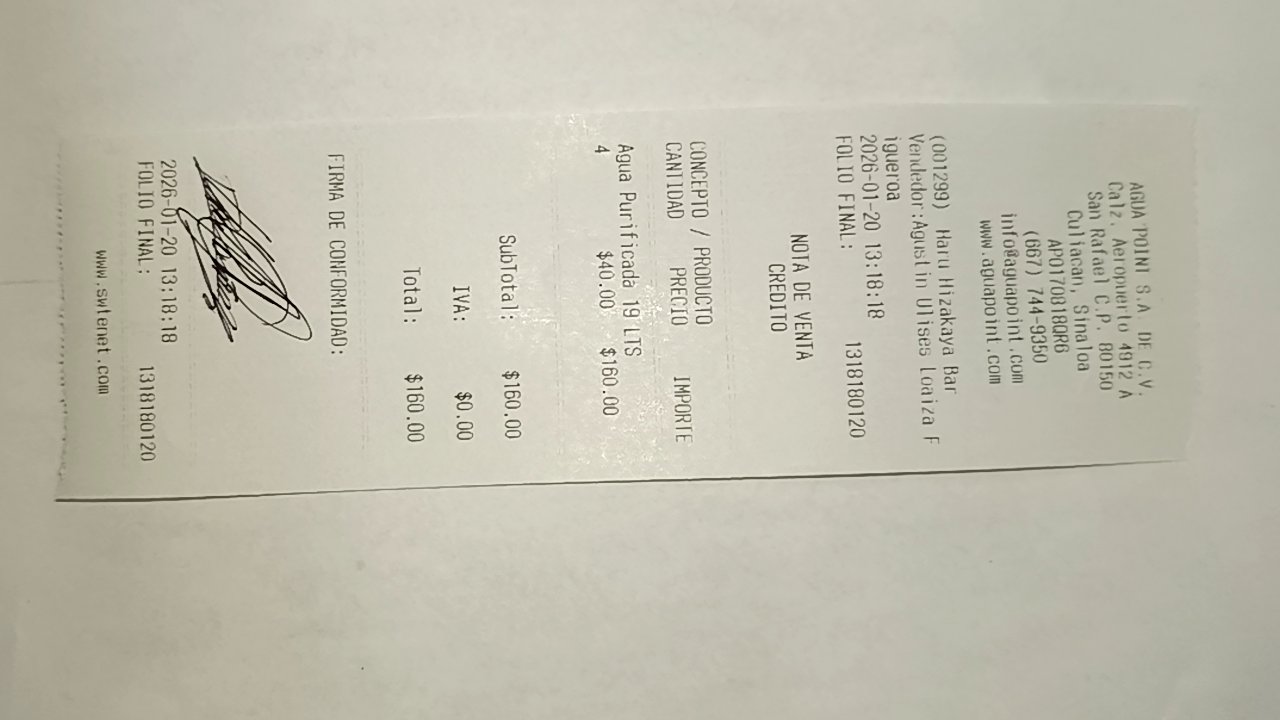 AGUA POINT S.A. DE C.V.
Calz. Aeropuerto 4912 A
San Rafael C.P. 80150
Culiacan, Sinaloa
APO170818QR6
(667) 744-9350
info@aguapoint.com
www.aguapoint.com
(001299) Haru Hizakaya Bar
Vendedor:Agustin Ulises Loaiza F
igueroa
2026-01-20 13:18:18
FOLIO FINAL: 1318180120
NOTA DE VENTA
CREDITO
CONCEPTO / PRODUCTO
CANTIDAD PRECIO IMPORTE
Agua Purificada 19 LTS
4 $40.00 $160.00
SubTotal: $160.00
IVA: $0.00
Total: $160.00
FIRMA DE CONFORMIDAD:
2026-01-20 13:18:18
FOLIO FINAL: 1318180120
www.swtenet.com